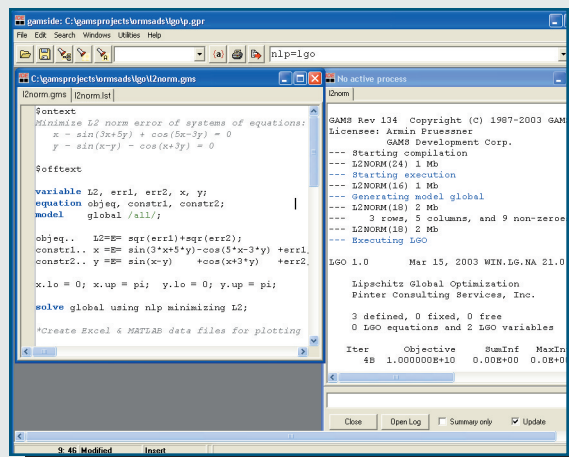 gamside: C:\gamsprojects\ormsads\lgo\p.gpr
File Edit Search Windows Utilities Help
(a) nlp=lgo
C:\gamsprojects\ormsads\lgo\l2norm.gms
l2norm.gms l2norm.lst
$ontext
Minimize L2 norm error of systems of equations:
x - sin(3x+5y) + cos(5x-3y) = 0
y - sin(x-y) - cos(x+3y) = 0
$offtext
variable L2, err1, err2, x, y;
equation objeq, constr1, constr2;
model global /all/;
objeq.. L2=E= sqr(err1)+sqr(err2);
constr1.. x =E= sin(3*x+5*y)-cos(5*x-3*y) +err1
constr2.. y =E= sin(x-y) +cos(x+3*y) +err2
x.lo = 0; x.up = pi; y.lo = 0; y.up = pi;
solve global using nlp minimizing L2;
*Create Excel & MATLAB data files for plotting
No active process
l2norm
GAMS Rev 134 Copyright (C) 1987-2003 GAM
Licensee: Armin Pruessner
GAMS Development Corp.
--- Starting compilation
--- L2NORM(24) 1 Mb
--- Starting execution
--- L2NORM(16) 1 Mb
--- Generating model global
--- L2NORM(18) 2 Mb
--- 3 rows, 5 columns, and 9 non-zeroe
--- L2NORM(18) 2 Mb
--- Executing LGO
LGO 1.0 Mar 15, 2003 WIN.LG.NA 21.0
Lipschitz Global Optimization
Pinter Consulting Services, Inc.
3 defined, 0 fixed, 0 free
0 LGO equations and 2 LGO variables
Iter Objective SumInf MaxIn
48 1.000000E+10 0.00E+00 0.0E+0
Close Open Log Summary only Update
9: 46 Modified Insert